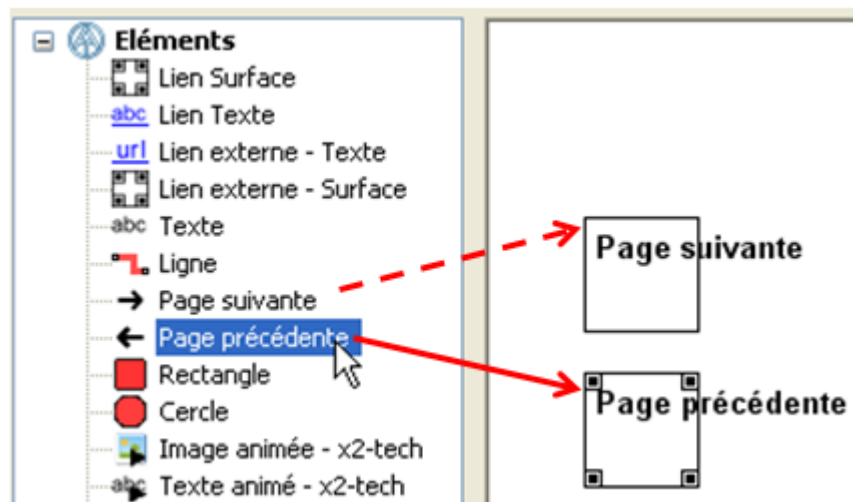 Eléments
Lien Surface
abc Lien Texte
url Lien externe - Texte
Lien externe - Surface
abc Texte
Ligne
Page suivante
Page précédente
Rectangle
Cercle
Image animée - x2-tech
abc Texte animé - x2-tech
Page suivante
Page précédente